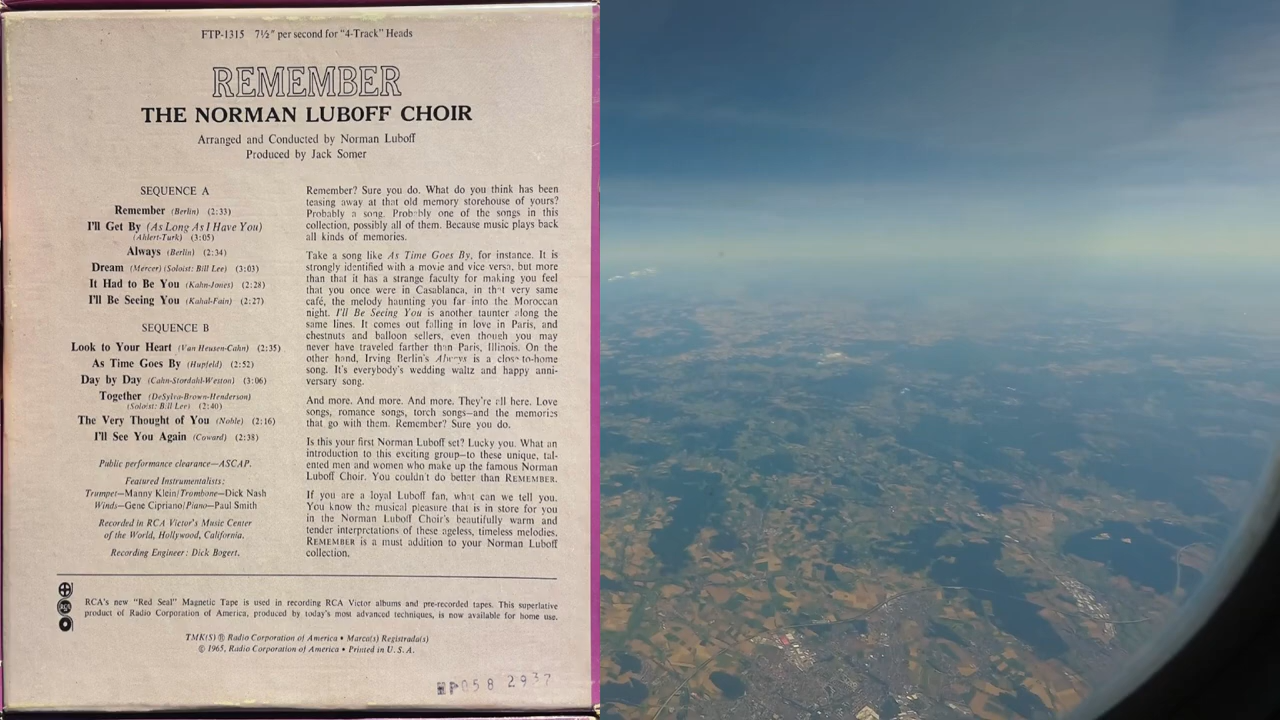 FTP-1315 7½" per second for "4-Track" Heads
REMEMBER
THE NORMAN LUBOFF CHOIR
Arranged and Conducted by Norman Luboff
Produced by Jack Somer
SEQUENCE A
Remember (Berlin) (2:33)
I'll Get By (As Long As I Have You)
(Ahlert-Turk) (3:05)
Always (Berlin) (2:34)
Dream (Mercer) (Soloist: Bill Lee) (3:03)
It Had to Be You (Kahn-Jones) (2:28)
I'll Be Seeing You (Kahal-Fain) (2:27)
SEQUENCE B
Look to Your Heart (Van Heusen-Cahn) (2:35)
As Time Goes By (Hupfeld) (2:52)
Day by Day (Cahn-Stordahl-Weston) (3:06)
Together (DeSylva-Brown-Henderson)
(Soloist: Bill Lee) (2:40)
The Very Thought of You (Noble) (2:16)
I'll See You Again (Coward) (2:38)
Public performance clearance—ASCAP.
Featured Instrumentalists:
Trumpet—Manny Klein/Trombone—Dick Nash
Winds—Gene Cipriano/Piano—Paul Smith
Recorded in RCA Victor's Music Center
of the World, Hollywood, California.
Recording Engineer: Dick Bogert.
Remember? Sure you do. What do you think has been
teasing away at that old memory storehouse of yours?
Probably a song. Probably one of the songs in this
collection, possibly all of them. Because music plays back
all kinds of memories.
Take a song like As Time Goes By, for instance. It is
strongly identified with a movie and vice versa, but more
than that it has a strange faculty for making you feel
that you once were in Casablanca, in that very same
café, the melody haunting you far into the Moroccan
night. I'll Be Seeing You is another taunter along the
same lines. It comes out falling in love in Paris, and
chestnuts and balloon sellers, even though you may
never have traveled farther than Paris, Illinois. On the
other hand, Irving Berlin's Always is a close-to-home
song. It's everybody's wedding waltz and happy anni-
versary song.
And more. And more. And more. They're all here. Love
songs, romance songs, torch songs—and the memories
that go with them. Remember? Sure you do.
Is this your first Norman Luboff set? Lucky you. What an
introduction to this exciting group—to these unique, tal-
ented men and women who make up the famous Norman
Luboff Choir. You couldn't do better than REMEMBER.
If you are a loyal Luboff fan, what can we tell you.
You know the musical pleasure that is in store for you
in the Norman Luboff Choir's beautifully warm and
tender interpretations of these ageless, timeless melodies.
REMEMBER is a must addition to your Norman Luboff
collection.
RCA
RCA's new "Red Seal" Magnetic Tape is used in recording RCA Victor albums and pre-recorded tapes. This superlative
product of Radio Corporation of America, produced by today's most advanced techniques, is now available for home use.
TMK(S) ® Radio Corporation of America • Marca(s) Registrada(s)
© 1965, Radio Corporation of America • Printed in U.S.A.
P058 2937